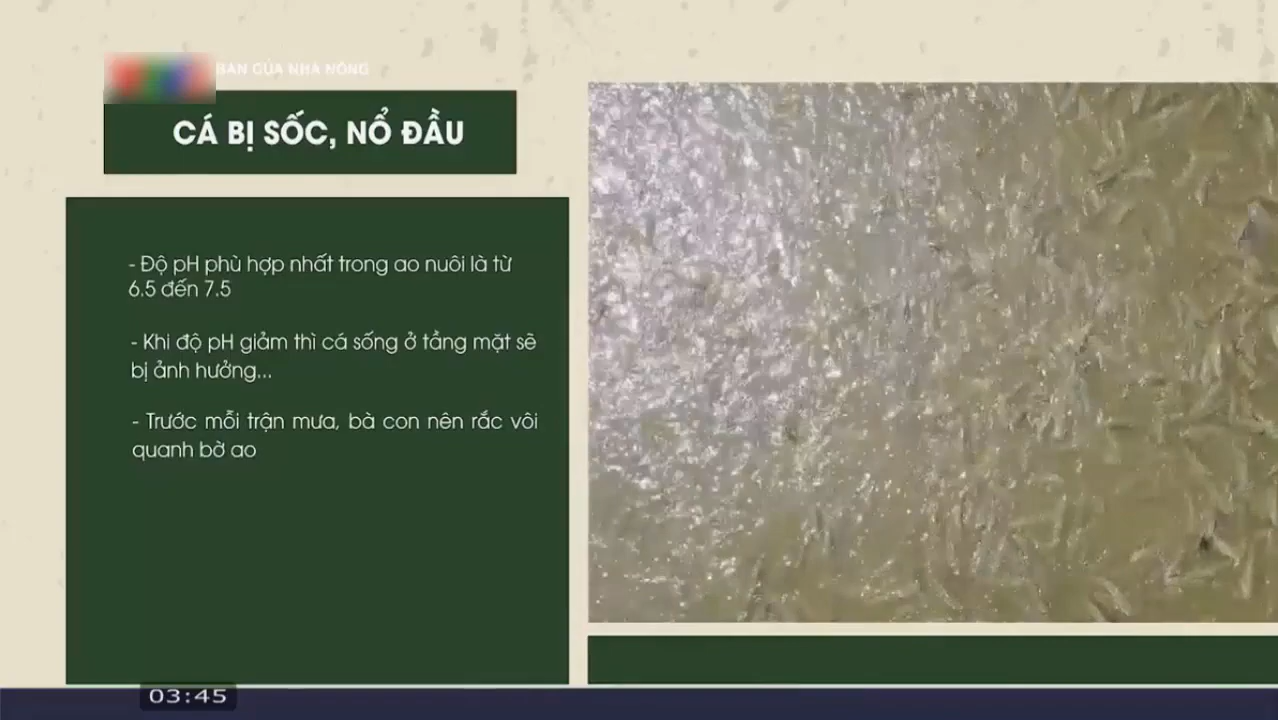 BẠN CỦA NHÀ NÔNG
CÁ BỊ SỐC, NỔ ĐẦU
- Độ pH phù hợp nhất trong ao nuôi là từ
6.5 đến 7.5
- Khi độ pH giảm thì cá sống ở tầng mặt sẽ
bị ảnh hưởng...
- Trước mỗi trận mưa, bà con nên rắc vôi
quanh bờ ao
03:45